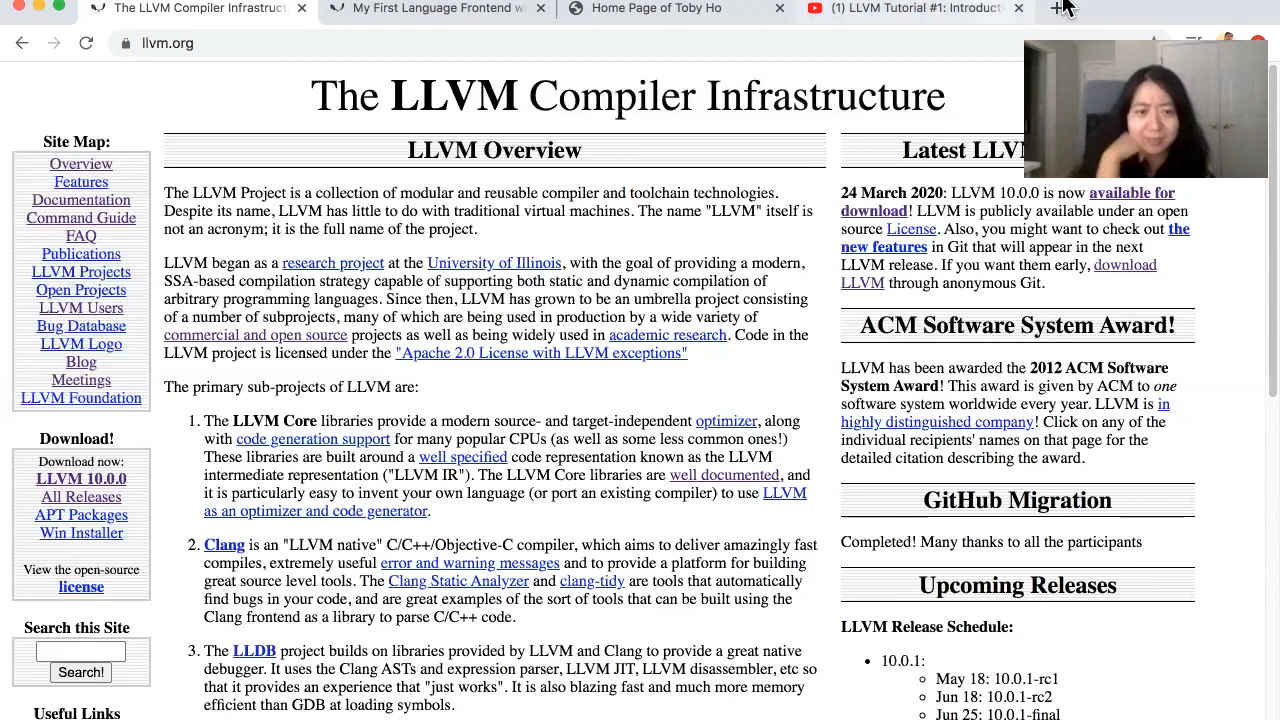 The LLVM Compiler Infrastruct
My First Language Frontend wi
Home Page of Toby Ho
(1) LLVM Tutorial #1: Introducti
llvm.org
The LLVM Compiler Infrastructure
Site Map:
Overview
Features
Documentation
Command Guide
FAQ
Publications
LLVM Projects
Open Projects
LLVM Users
Bug Database
LLVM Logo
Blog
Meetings
LLVM Foundation
Download!
Download now:
LLVM 10.0.0
All Releases
APT Packages
Win Installer
View the open-source
license
Search this Site
Search!
Useful Links
LLVM Overview
The LLVM Project is a collection of modular and reusable compiler and toolchain technologies.
Despite its name, LLVM has little to do with traditional virtual machines. The name "LLVM" itself is
not an acronym; it is the full name of the project.
LLVM began as a research project at the University of Illinois, with the goal of providing a modern,
SSA-based compilation strategy capable of supporting both static and dynamic compilation of
arbitrary programming languages. Since then, LLVM has grown to be an umbrella project consisting
of a number of subprojects, many of which are being used in production by a wide variety of
commercial and open source projects as well as being widely used in academic research. Code in the
LLVM project is licensed under the "Apache 2.0 License with LLVM exceptions"
The primary sub-projects of LLVM are:
1. The LLVM Core libraries provide a modern source- and target-independent optimizer, along
with code generation support for many popular CPUs (as well as some less common ones!)
These libraries are built around a well specified code representation known as the LLVM
intermediate representation ("LLVM IR"). The LLVM Core libraries are well documented, and
it is particularly easy to invent your own language (or port an existing compiler) to use LLVM
as an optimizer and code generator.
2. Clang is an "LLVM native" C/C++/Objective-C compiler, which aims to deliver amazingly fast
compiles, extremely useful error and warning messages and to provide a platform for building
great source level tools. The Clang Static Analyzer and clang-tidy are tools that automatically
find bugs in your code, and are great examples of the sort of tools that can be built using the
Clang frontend as a library to parse C/C++ code.
3. The LLDB project builds on libraries provided by LLVM and Clang to provide a great native
debugger. It uses the Clang ASTs and expression parser, LLVM JIT, LLVM disassembler, etc so
that it provides an experience that "just works". It is also blazing fast and much more memory
efficient than GDB at loading symbols.
Latest LLV
24 March 2020: LLVM 10.0.0 is now available for
download! LLVM is publicly available under an open
source License. Also, you might want to check out the
new features in Git that will appear in the next
LLVM release. If you want them early, download
LLVM through anonymous Git.
ACM Software System Award!
LLVM has been awarded the 2012 ACM Software
System Award! This award is given by ACM to one
software system worldwide every year. LLVM is in
highly distinguished company! Click on any of the
individual recipients' names on that page for the
detailed citation describing the award.
GitHub Migration
Completed! Many thanks to all the participants
Upcoming Releases
LLVM Release Schedule:
10.0.1:
May 18: 10.0.1-rc1
Jun 18: 10.0.1-rc2
Jun 25: 10.0.1-final